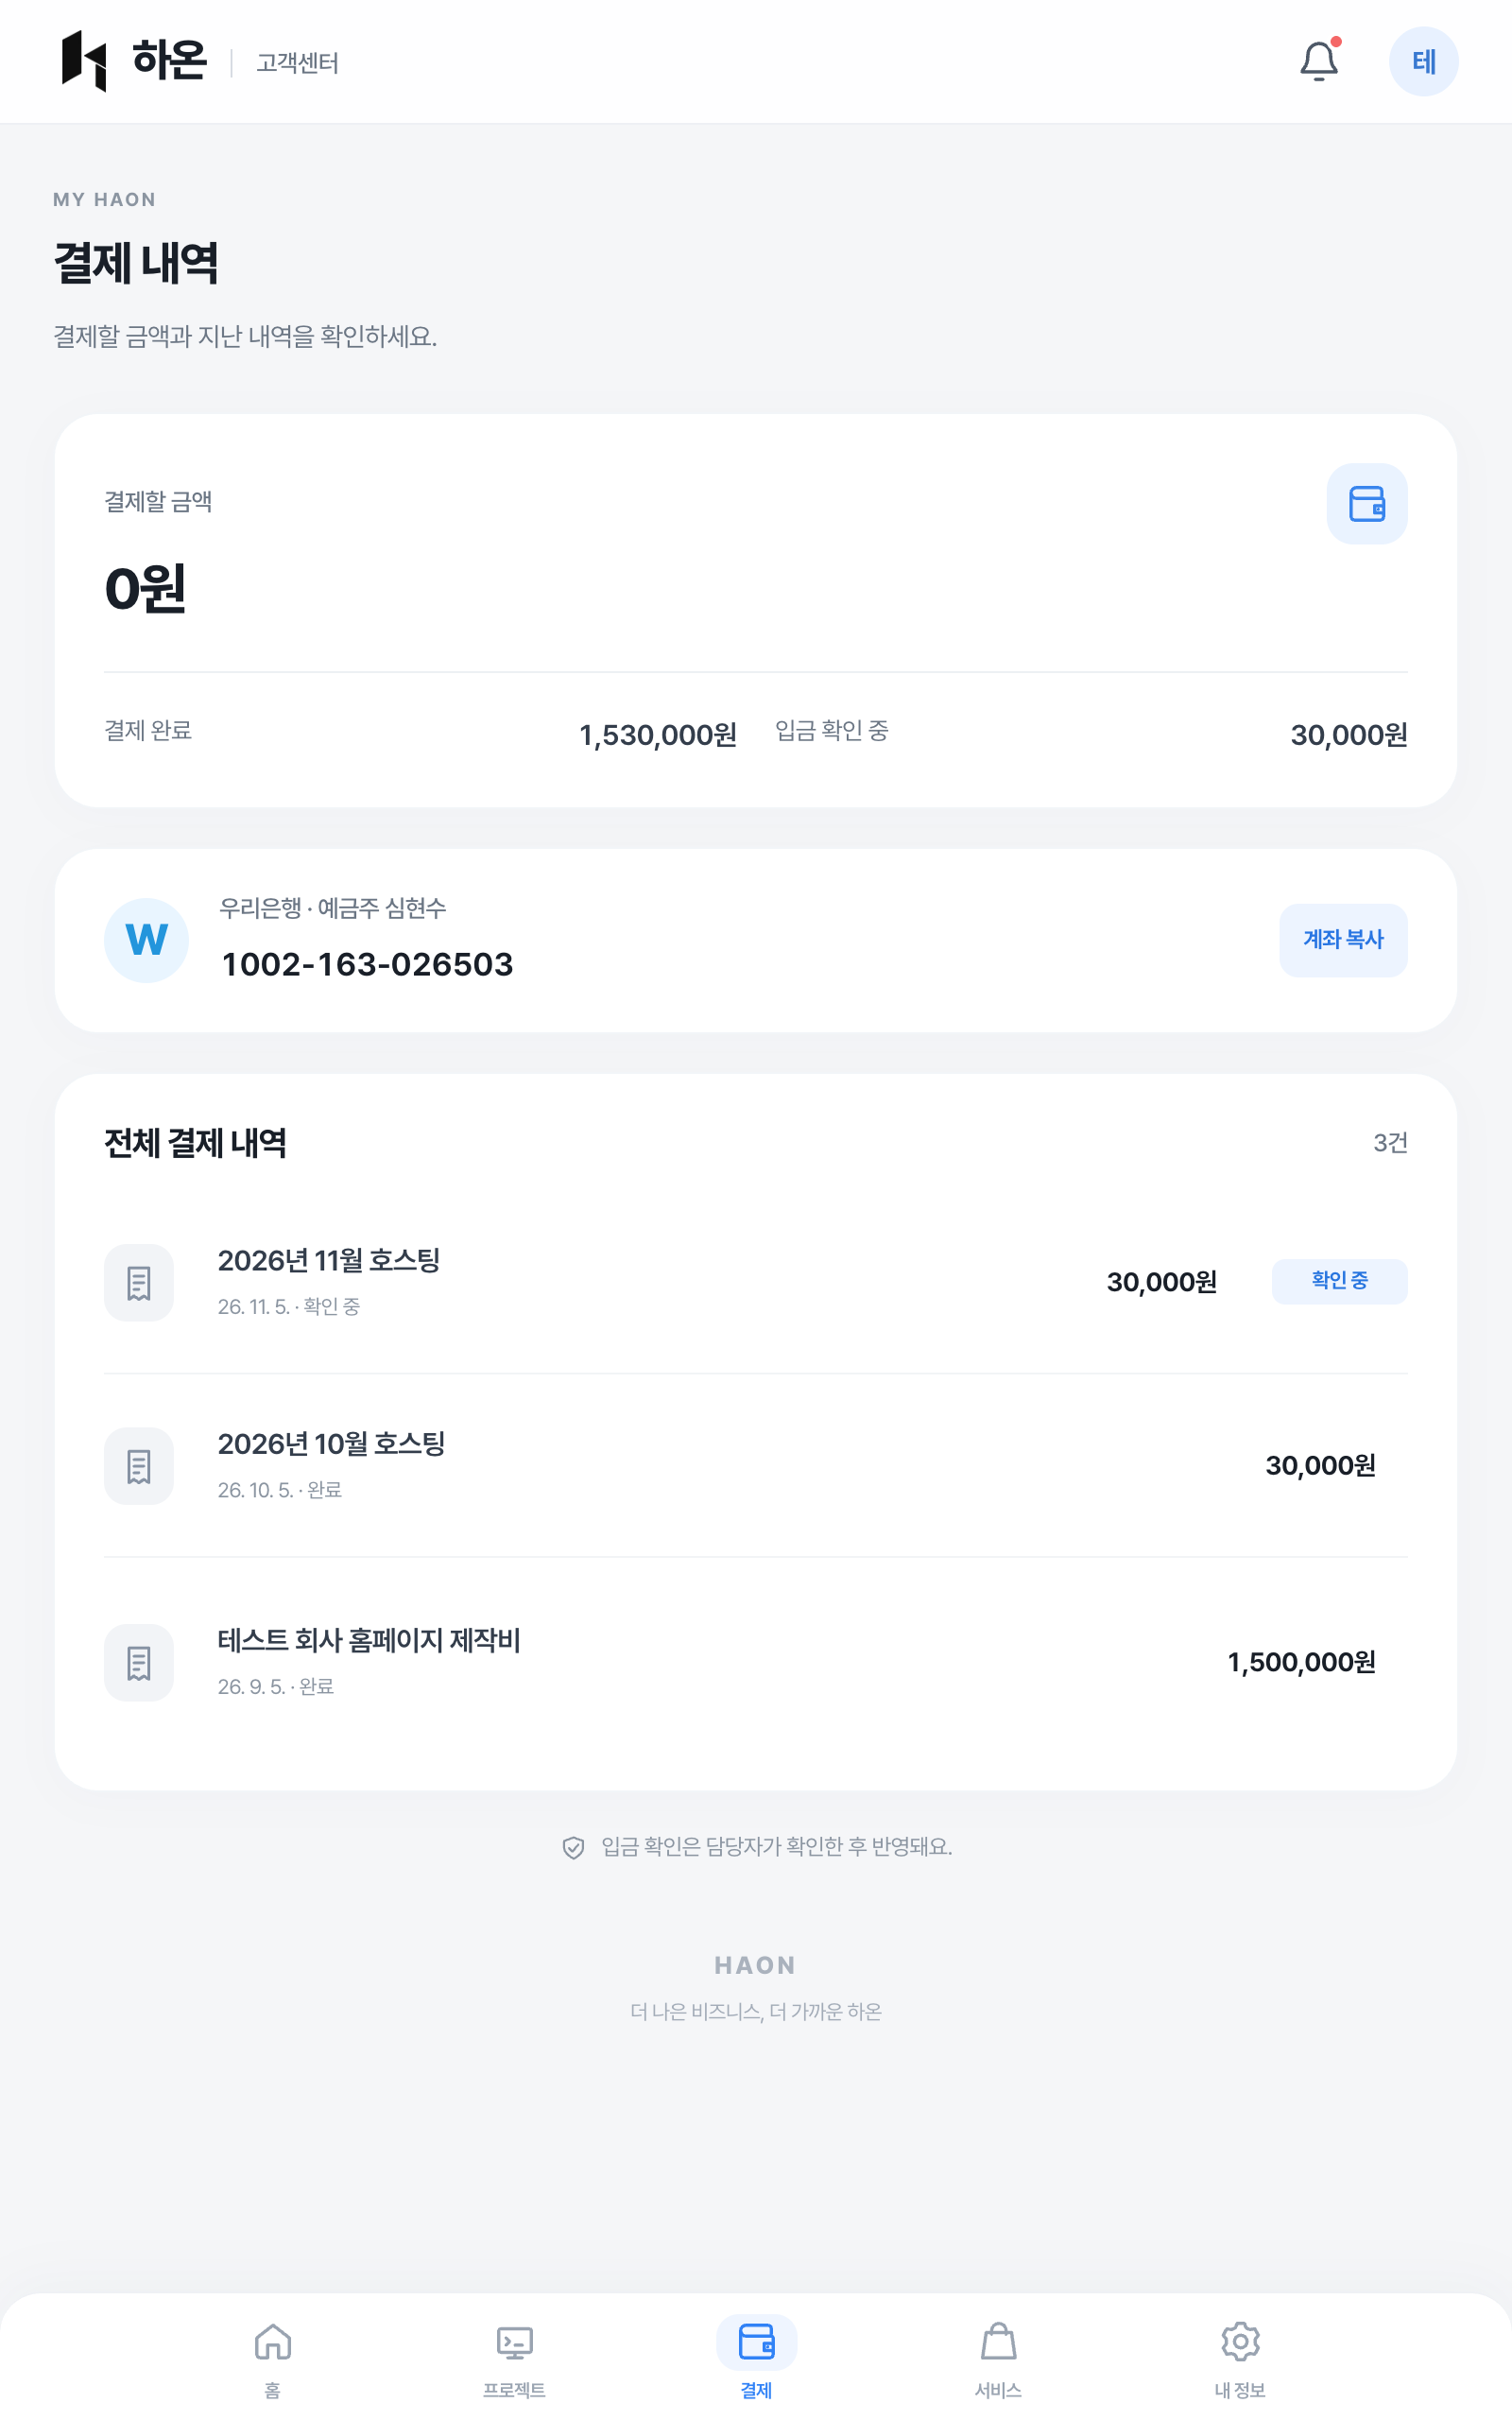 하온 고객센터
테
MY HAON
결제 내역
결제할 금액과 지난 내역을 확인하세요.
결제할 금액
0원
결제 완료 1,530,000원 입금 확인 중 30,000원
W
우리은행 · 예금주 심현수
1002-163-026503
계좌 복사
전체 결제 내역 3건
2026년 11월 호스팅
26. 11. 5. · 확인 중
30,000원 확인 중
2026년 10월 호스팅
26. 10. 5. · 완료
30,000원
테스트 회사 홈페이지 제작비
26. 9. 5. · 완료
1,500,000원
입금 확인은 담당자가 확인한 후 반영돼요.
HAON
더 나은 비즈니스, 더 가까운 하온
홈 프로젝트 결제 서비스 내 정보